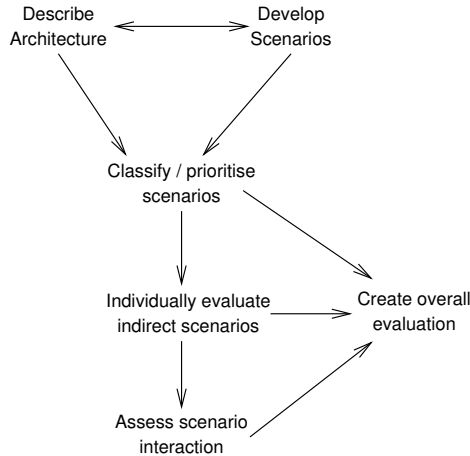 Describe
Architecture
Develop
Scenarios
Classify / prioritise
scenarios
Individually evaluate
indirect scenarios
Create overall
evaluation
Assess scenario
interaction